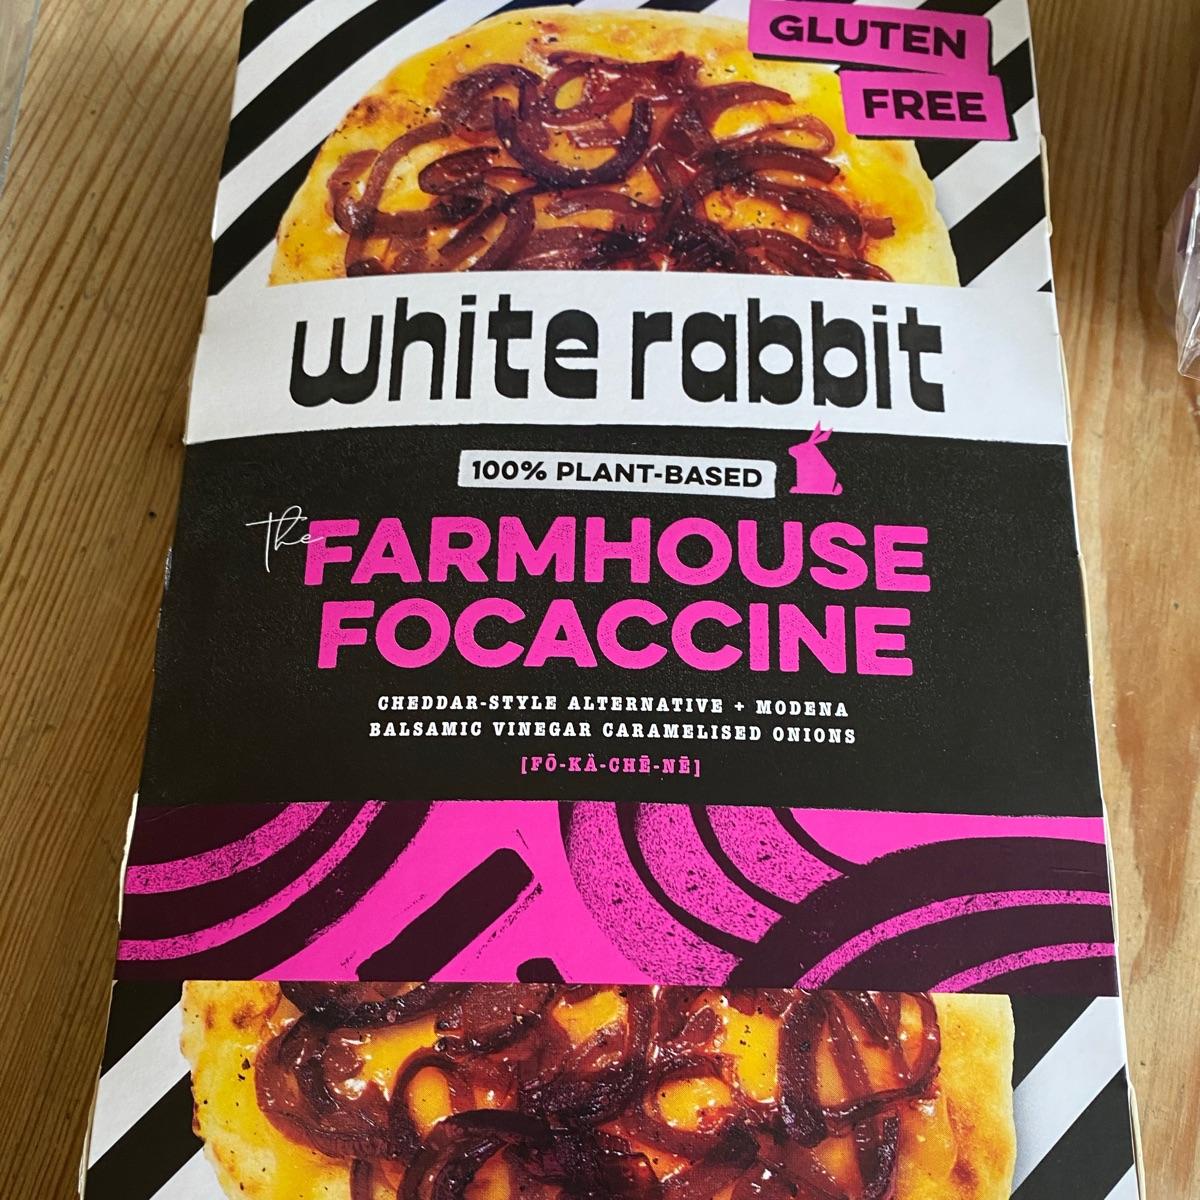 GLUTEN
FREE
white rabbit
100% PLANT-BASED
The FARMHOUSE
FOCACCINE
CHEDDAR-STYLE ALTERNATIVE + MODENA
BALSAMIC VINEGAR CARAMELISED ONIONS
[FŌ-KÄ-CHĒ-NĒ]